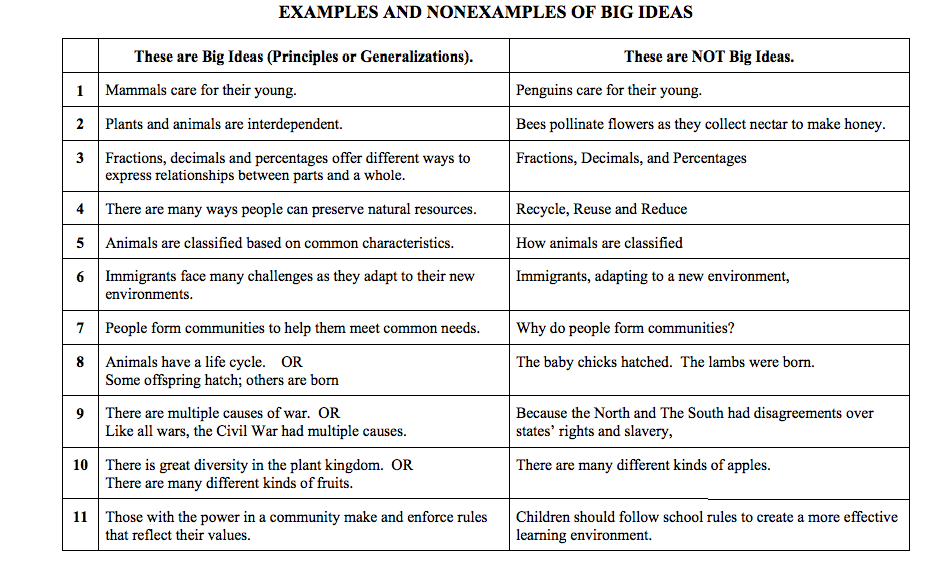 EXAMPLES AND NONEXAMPLES OF BIG IDEAS
These are Big Ideas (Principles or Generalizations).
These are NOT Big Ideas.
1
Mammals care for their young.
Penguins care for their young.
2
Plants and animals are interdependent.
Bees pollinate flowers as they collect nectar to make honey.
3
Fractions, decimals and percentages offer different ways to
express relationships between parts and a whole.
Fractions, Decimals, and Percentages
4
There are many ways people can preserve natural resources.
Recycle, Reuse and Reduce
5
Animals are classified based on common characteristics.
How animals are classified
6
Immigrants face many challenges as they adapt to their new
environments.
Immigrants, adapting to a new environment,
7
People form communities to help them meet common needs.
Why do people form communities?
8
Animals have a life cycle. OR
Some offspring hatch; others are born
The baby chicks hatched. The lambs were born.
9
There are multiple causes of war. OR
Like all wars, the Civil War had multiple causes.
Because the North and The South had disagreements over
states' rights and slavery,
10
There is great diversity in the plant kingdom. OR
There are many different kinds of fruits.
There are many different kinds of apples.
11
Those with the power in a community make and enforce rules
that reflect their values.
Children should follow school rules to create a more effective
learning environment.